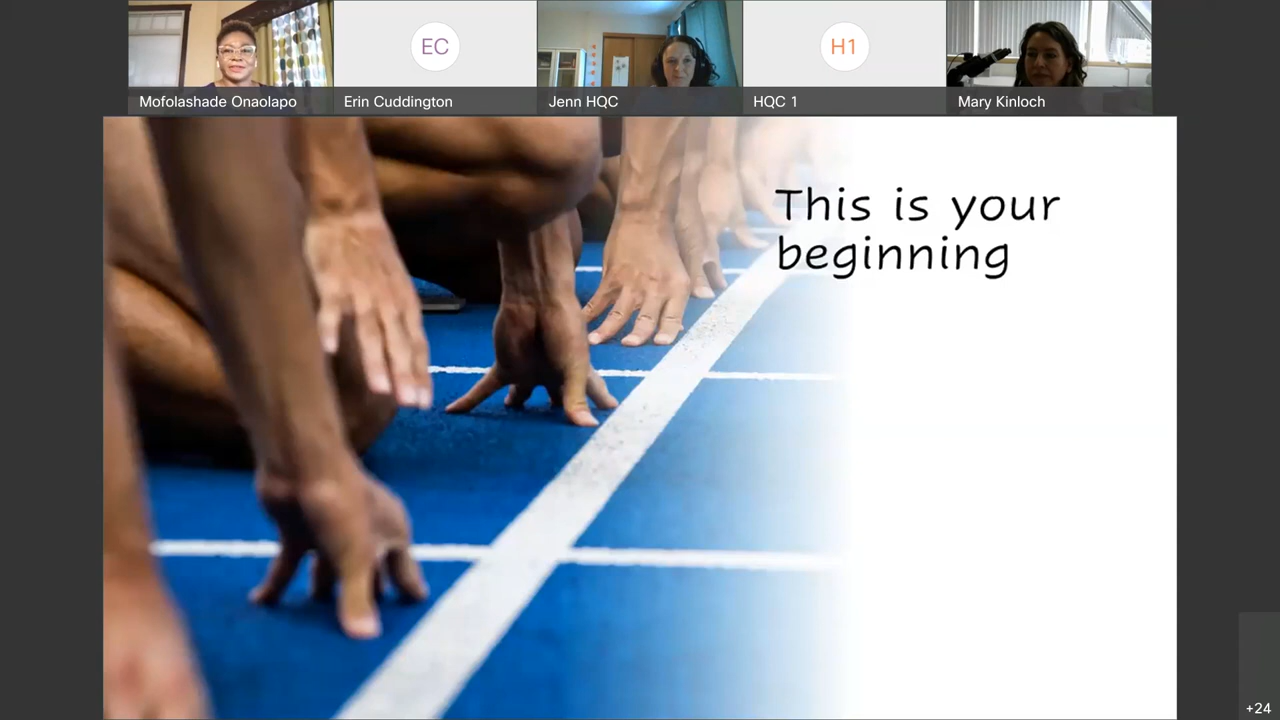 EC
H1
Mofolashade Onaolapo
Erin Cuddington
Jenn HQC
HQC 1
Mary Kinloch
This is your
beginning
+24